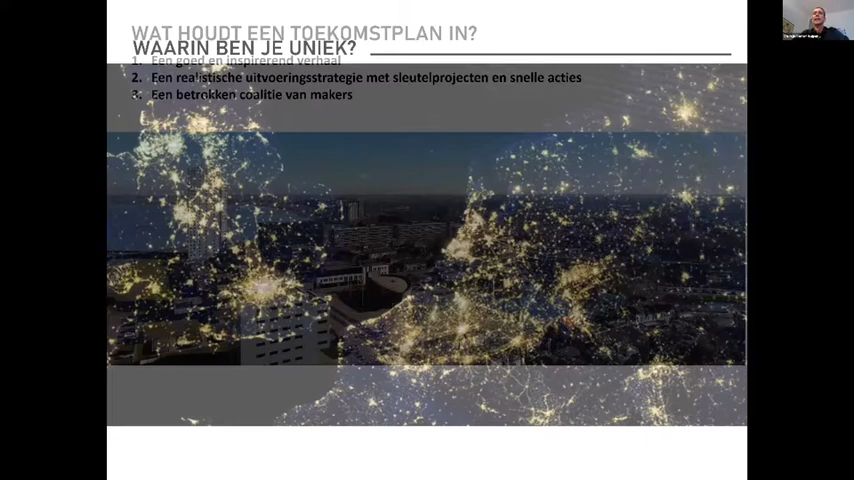 WAT HOUDT EEN TOEKOMSTPLAN IN?
WAARIN BEN JE UNIEK?
1. Een goed en inspirerend verhaal
2. Een realistische uitvoeringsstrategie met sleutelprojecten en snelle acties
3. Een betrokken coalitie van makers